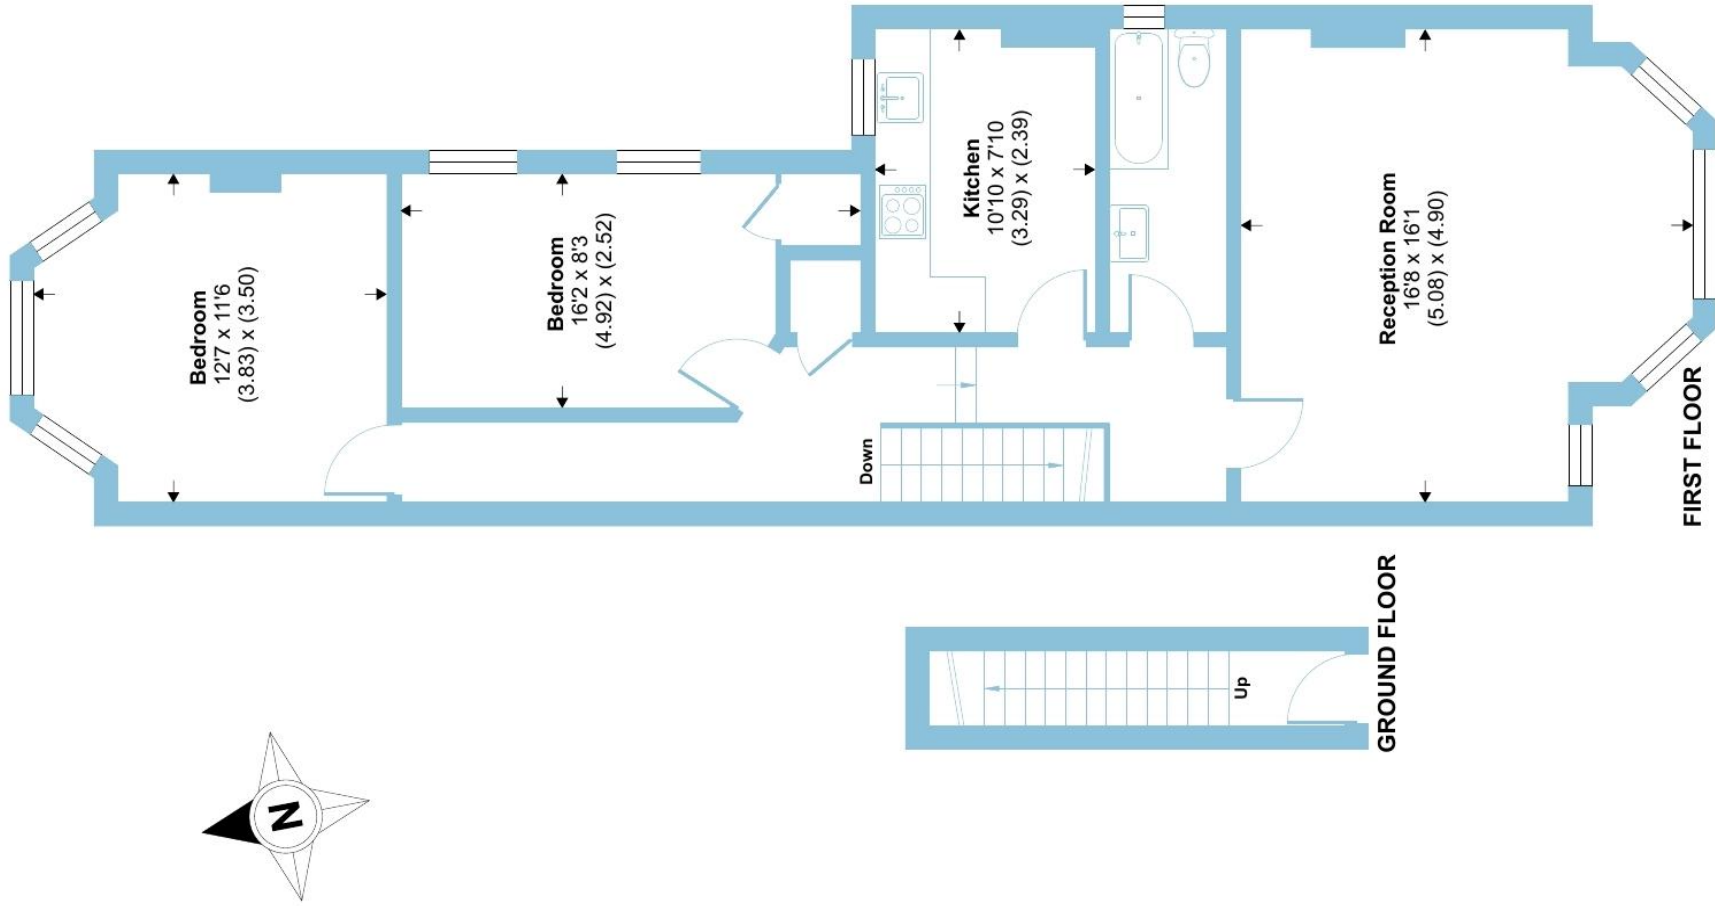 Bedroom
12'7 x 11'6
(3.83) x (3.50)
Bedroom
16'2 x 8'3
(4.92) x (2.52)
Kitchen
10'10 x 7'10
(3.29) x (2.39)
Down
Reception Room
16'8 x 16'1
(5.08) x (4.90)
FIRST FLOOR
Up
GROUND FLOOR
N